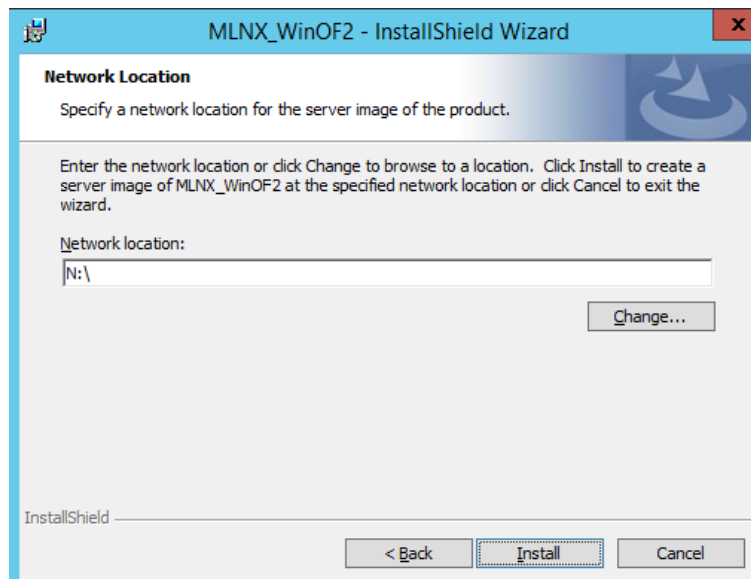 MLNX_WinOF2 - InstallShield Wizard
x
Network Location
Specify a network location for the server image of the product.
Enter the network location or click Change to browse to a location.  Click Install to create a
server image of MLNX_WinOF2 at the specified network location or click Cancel to exit the
wizard.
Network location:
N:\
Change...
InstallShield
< Back
Install
Cancel